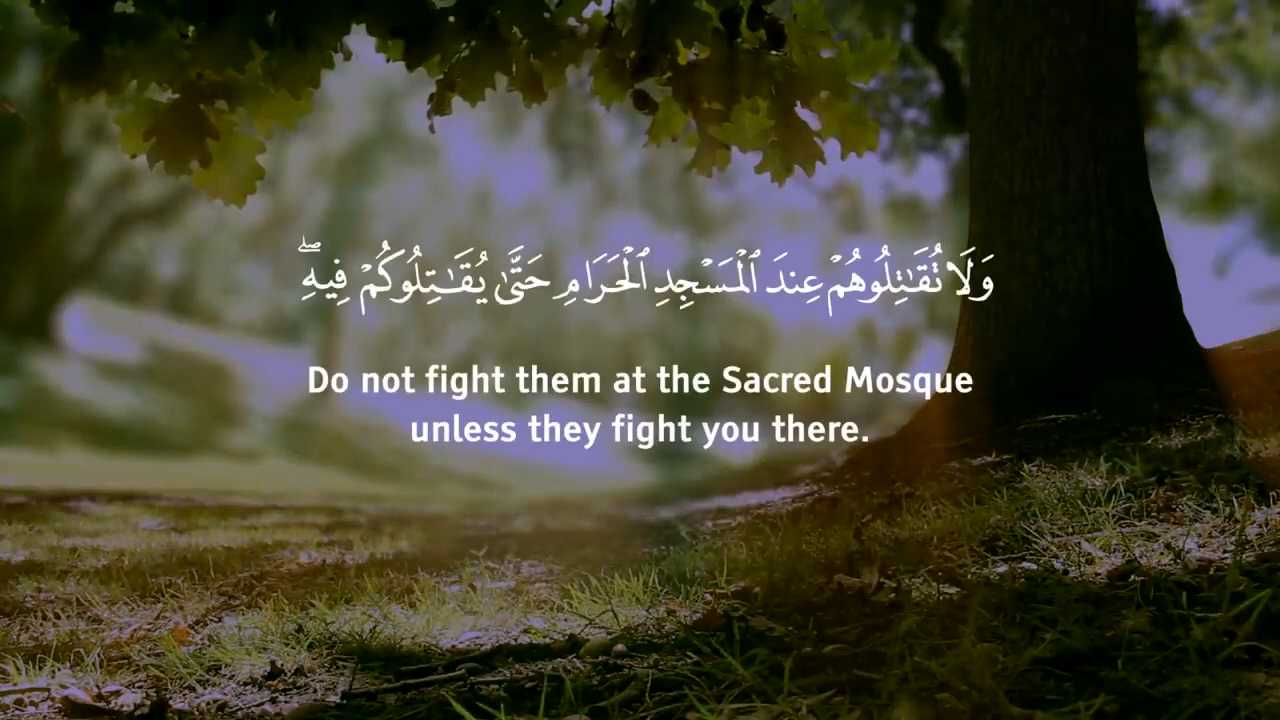 وَلَا تُقَـٰتِلُوهُمْ عِندَ ٱلْمَسْجِدِ ٱلْحَرَامِ حَتَّىٰ يُقَـٰتِلُوكُمْ فِيهِ ۖ
Do not fight them at the Sacred Mosque
unless they fight you there.